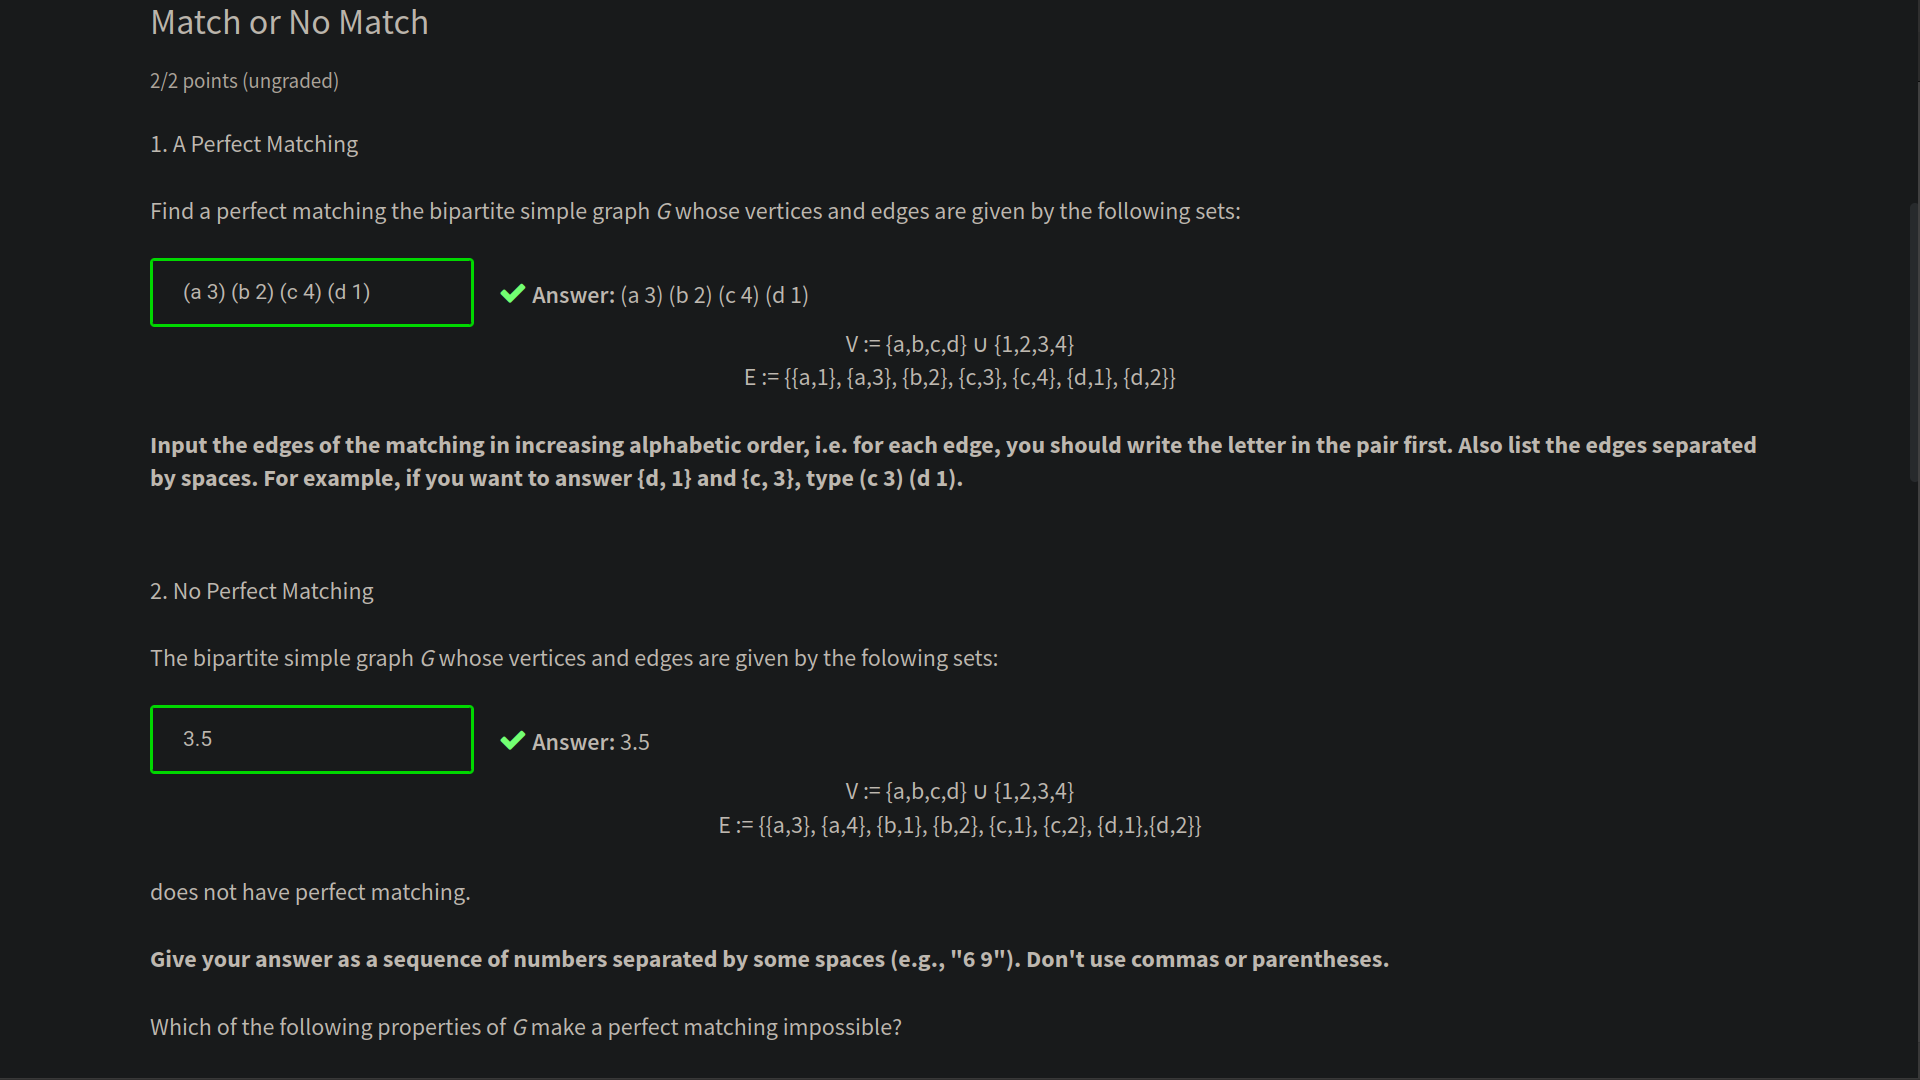 Match or No Match
2/2 points (ungraded)
1. A Perfect Matching
Find a perfect matching the bipartite simple graph G whose vertices and edges are given by the following sets:
(a 3) (b 2) (c 4) (d 1)
Answer: (a 3) (b 2) (c 4) (d 1)
V := {a,b,c,d} ∪ {1,2,3,4}
E := {{a,1}, {a,3}, {b,2}, {c,3}, {c,4}, {d,1}, {d,2}}
Input the edges of the matching in increasing alphabetic order, i.e. for each edge, you should write the letter in the pair first. Also list the edges separated
by spaces. For example, if you want to answer {d, 1} and {c, 3}, type (c 3) (d 1).
2. No Perfect Matching
The bipartite simple graph G whose vertices and edges are given by the folowing sets:
3.5
Answer: 3.5
V := {a,b,c,d} ∪ {1,2,3,4}
E := {{a,3}, {a,4}, {b,1}, {b,2}, {c,1}, {c,2}, {d,1},{d,2}}
does not have perfect matching.
Give your answer as a sequence of numbers separated by some spaces (e.g., "6 9"). Don't use commas or parentheses.
Which of the following properties of G make a perfect matching impossible?